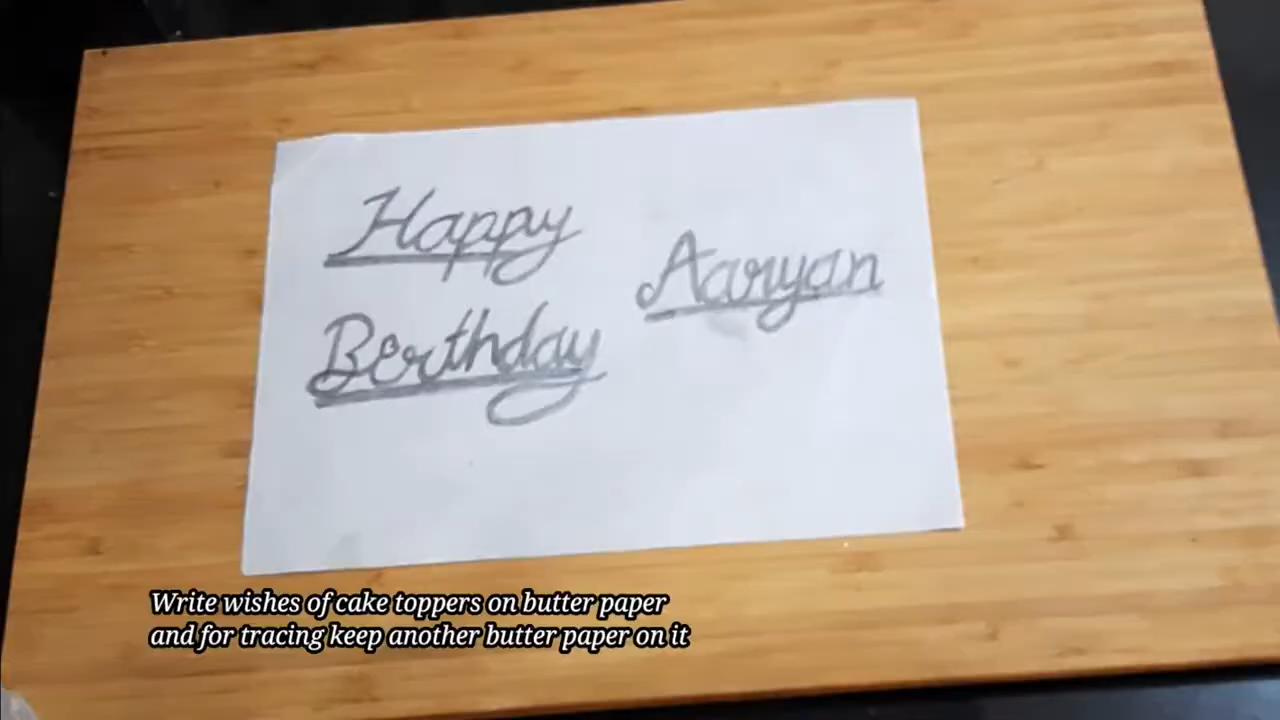 Happy
Birthday
Aaryan
Write wishes of cake toppers on butter paper
and for tracing keep another butter paper on it